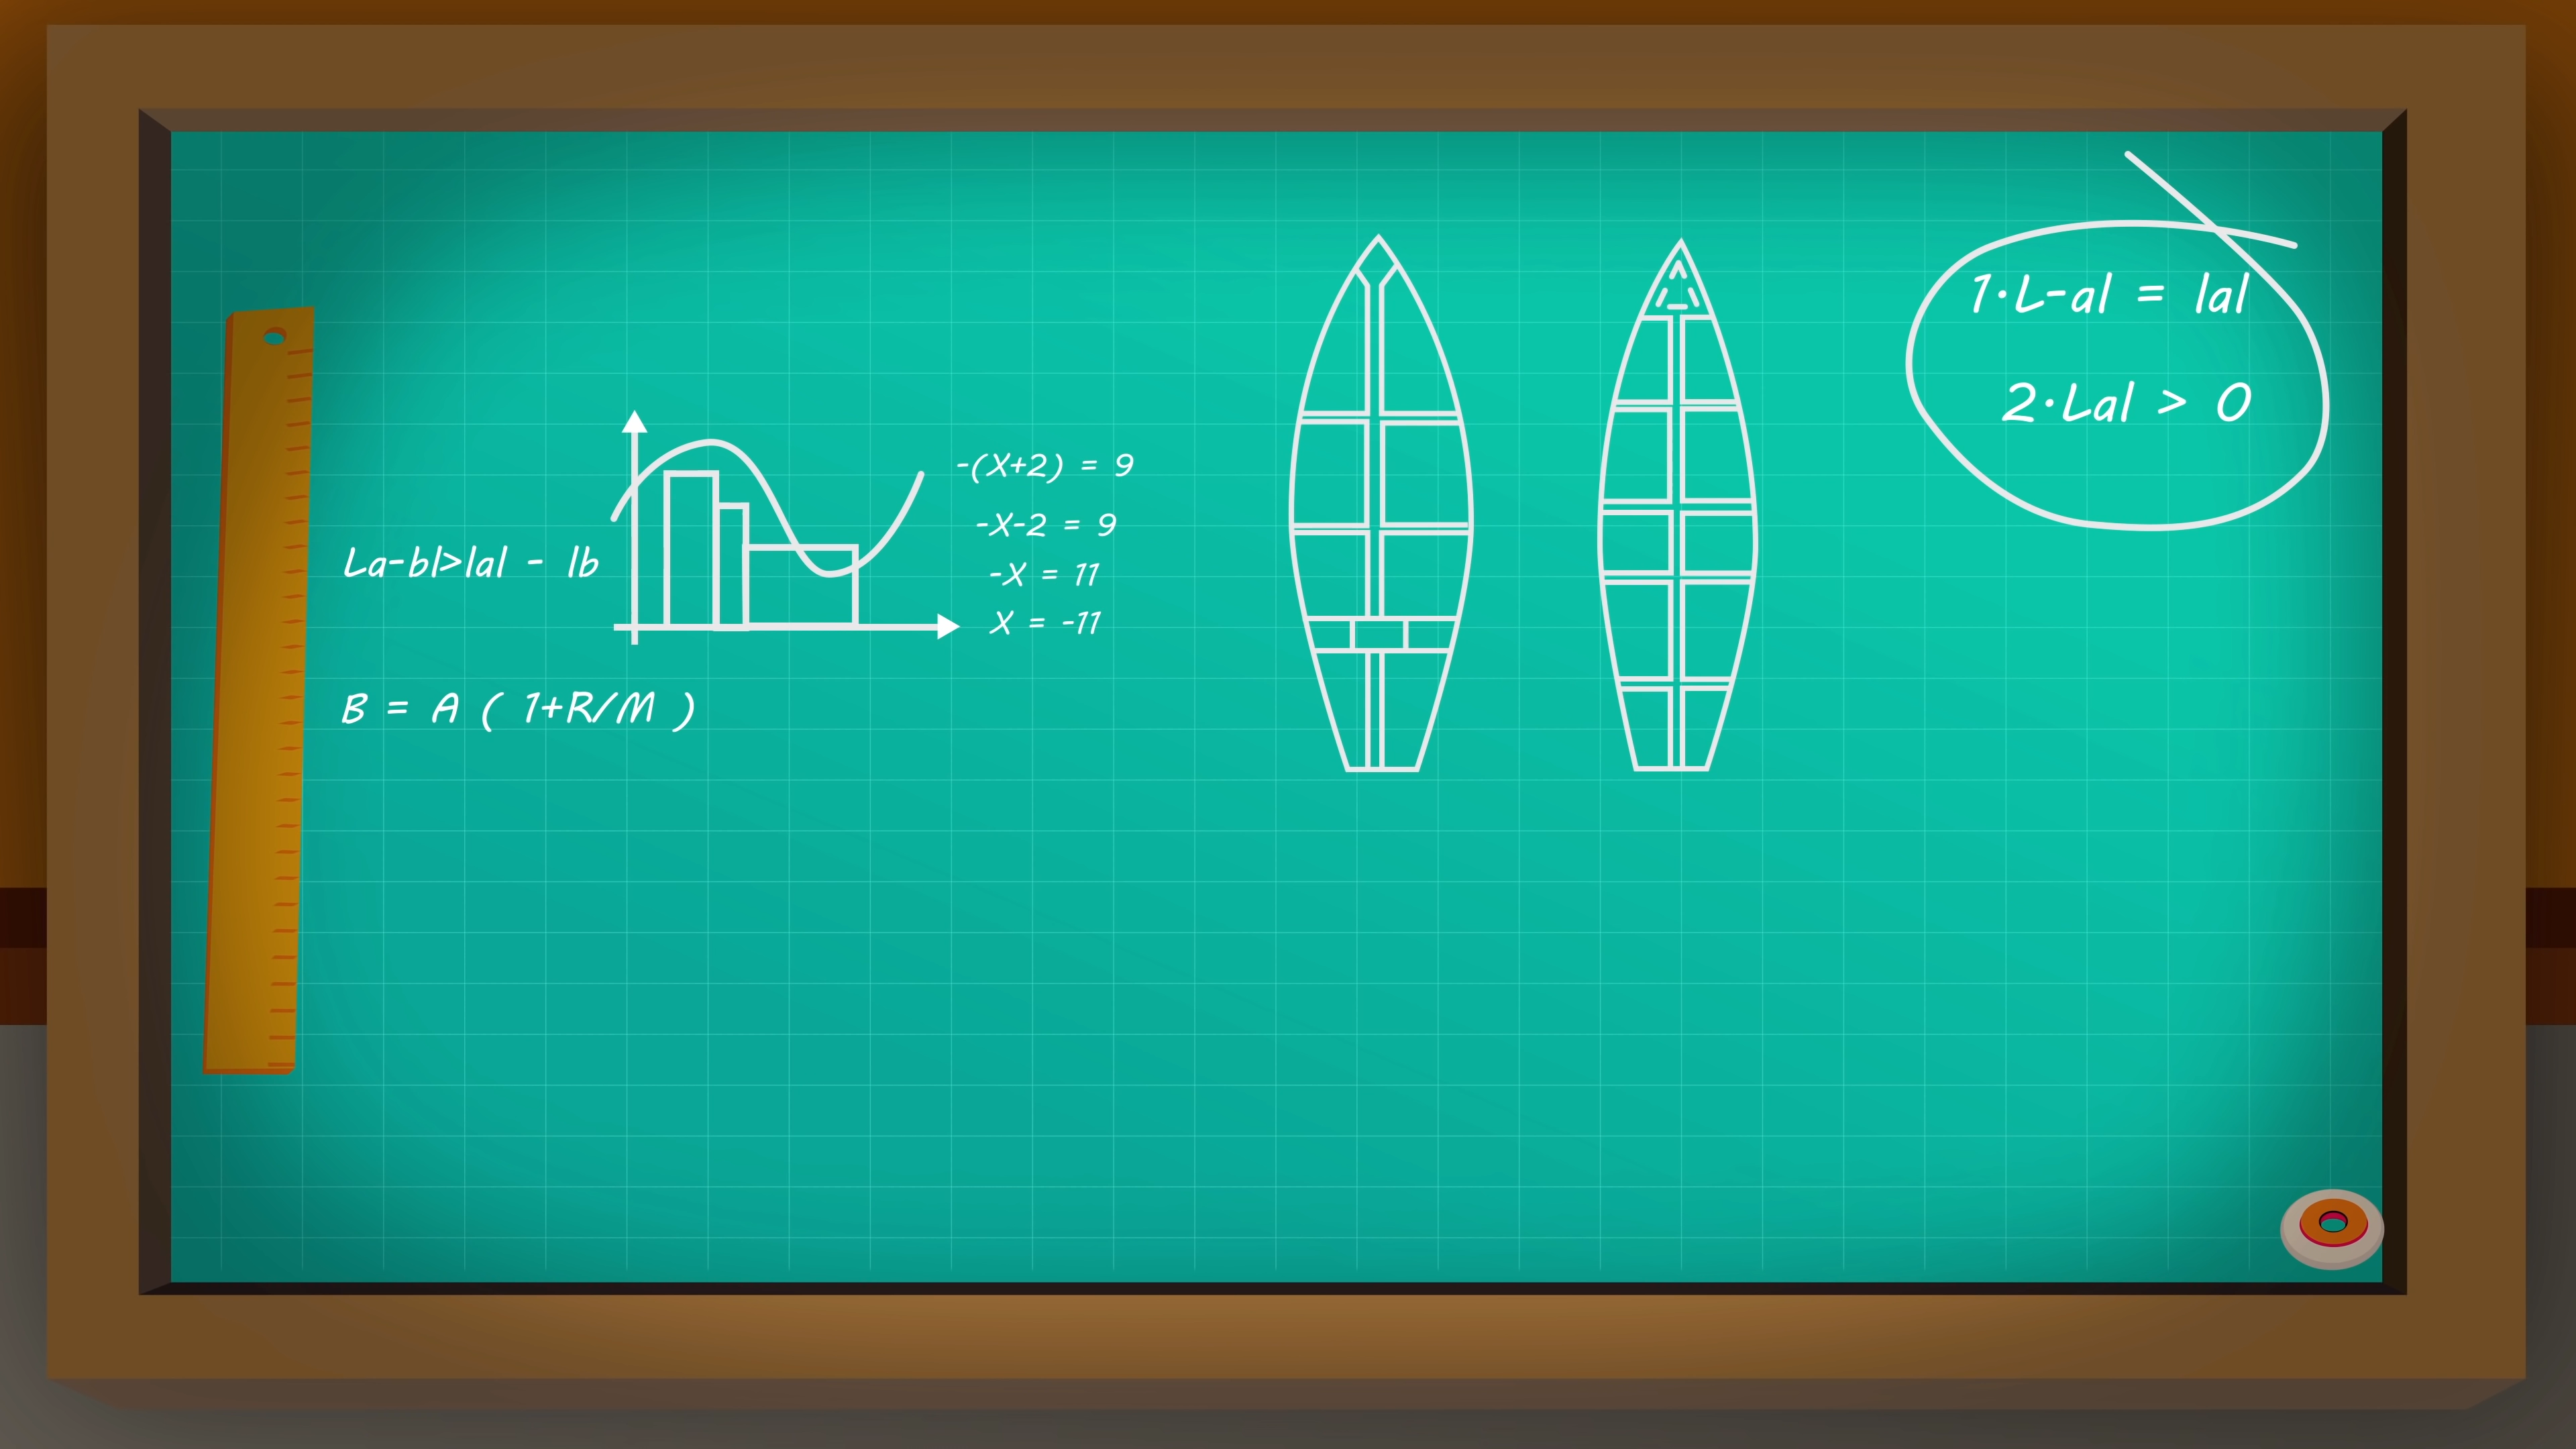 La-bl>lal - lb
B = A ( 1+R/M )
-(X+2) = 9
-X-2 = 9
-X = 11
X = -11
1·L-al = lal
2·Lal > 0